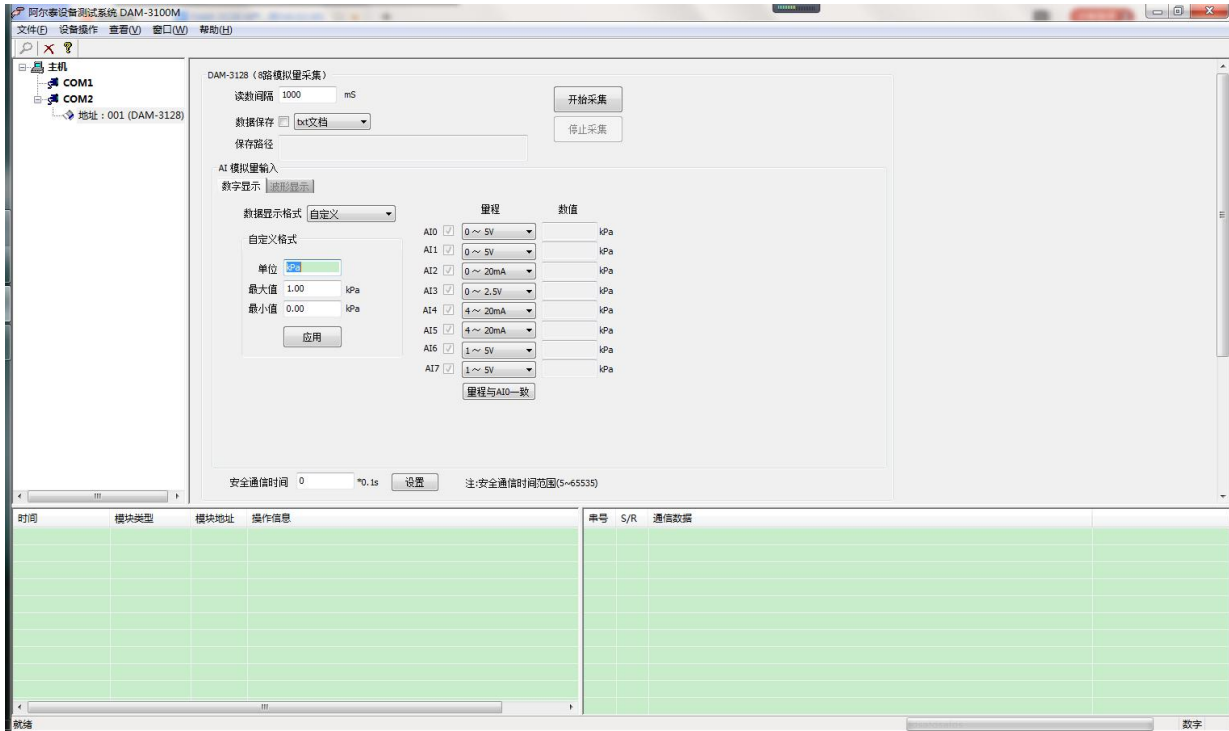 阿尔泰设备测试系统 DAM-3100M
文件(F) 设备操作 查看(V) 窗口(W) 帮助(H)
主机
COM1
COM2
地址：001 (DAM-3128)
DAM-3128（8路模拟量采集）
读数间隔 1000 mS
开始采集
数据保存 txt文档
停止采集
保存路径
AI 模拟量输入
数字显示 波形显示
数据显示格式 自定义
量程 数值
自定义格式
单位 kPa
最大值 1.00 kPa
最小值 0.00 kPa
应用
AI0 0～ 5V kPa
AI1 0～ 5V kPa
AI2 0～ 20mA kPa
AI3 0～ 2.5V kPa
AI4 4～ 20mA kPa
AI5 4～ 20mA kPa
AI6 1～ 5V kPa
AI7 1～ 5V kPa
量程与AI0一致
安全通信时间 0 *0.1s 设置 注:安全通信时间范围(5~65535)
时间 模块类型 模块地址 操作信息
串号 S/R 通信数据
就绪 数字